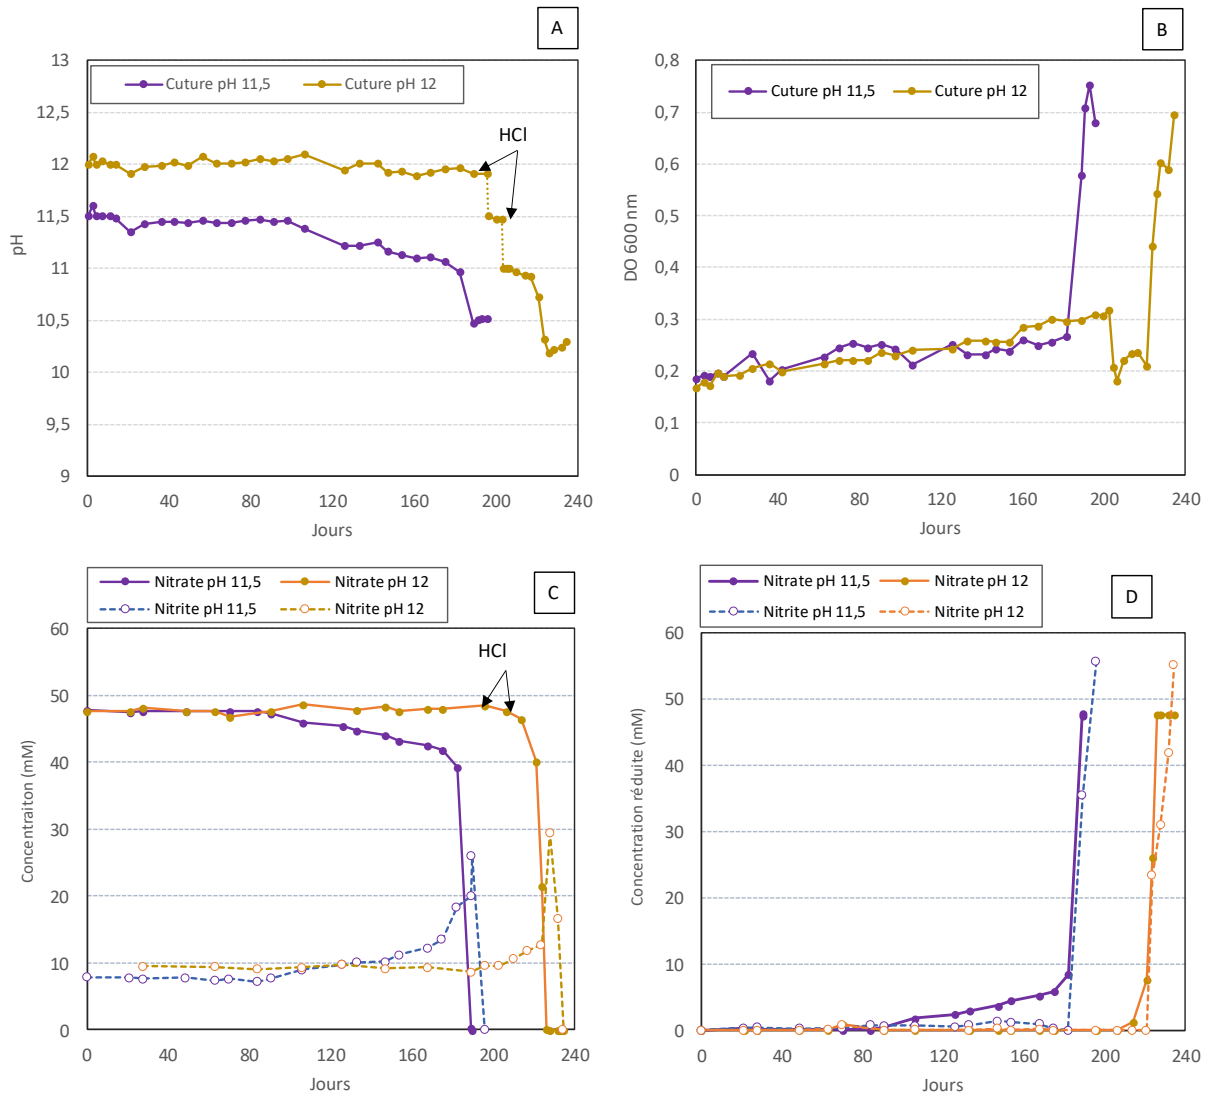 A
13
12,5
12
11,5
11
10,5
10
9,5
9
pH
Cuture pH 11,5 Cuture pH 12
HCl
0 40 80 120 160 200 240
Jours
B
0,8
0,7
0,6
0,5
0,4
0,3
0,2
0,1
0
DO 600 nm
Cuture pH 11,5 Cuture pH 12
0 40 80 120 160 200 240
Jours
Nitrate pH 11,5 Nitrate pH 12
Nitrite pH 11,5 Nitrite pH 12
C
60
50
40
30
20
10
0
Concentraiton (mM)
HCl
0 40 80 120 160 200 240
Jours
Nitrate pH 11,5 Nitrate pH 12
Nitrite pH 11,5 Nitrite pH 12
D
60
50
40
30
20
10
0
Concentration réduite (mM)
0 40 80 120 160 200 240
Jours